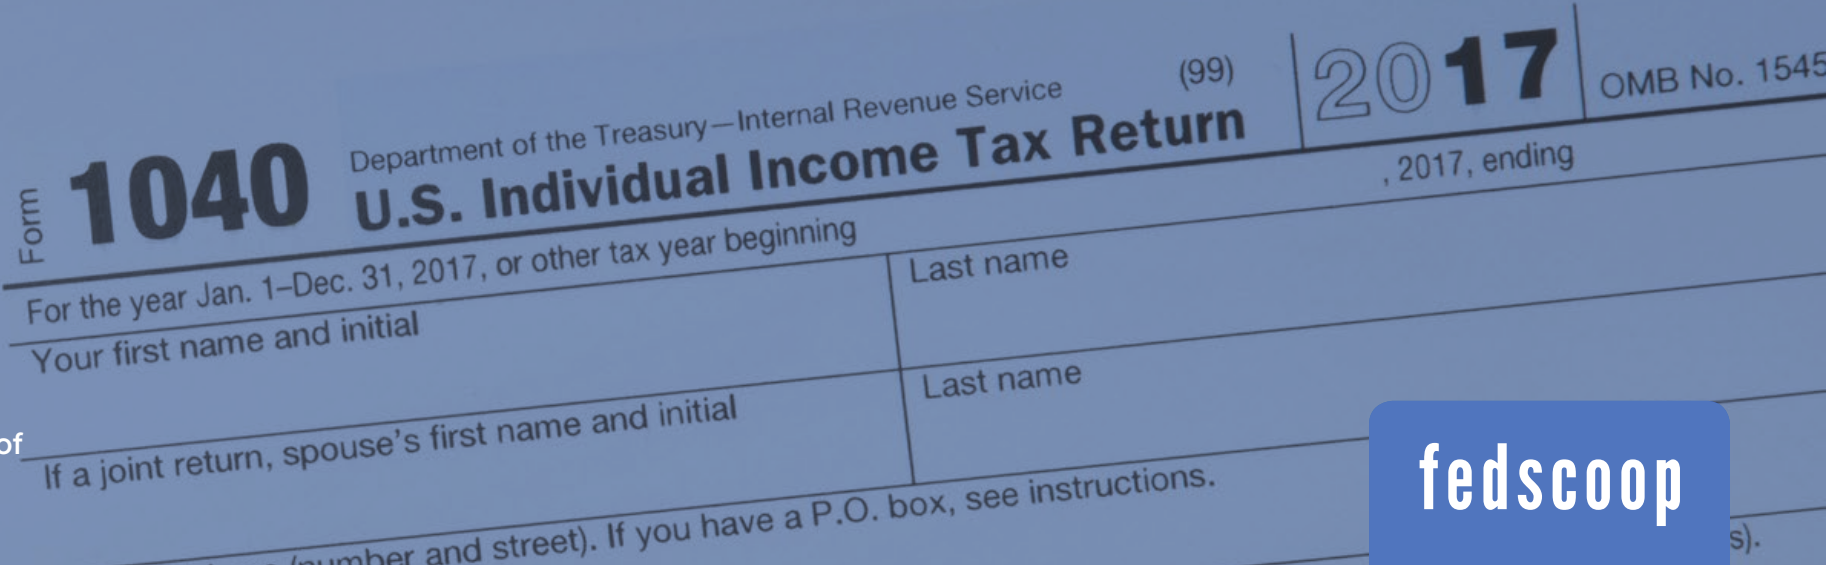 Form 1040
Department of the Treasury—Internal Revenue Service (99)
U.S. Individual Income Tax Return
2017
OMB No. 1545
For the year Jan. 1–Dec. 31, 2017, or other tax year beginning , 2017, ending
Your first name and initial
Last name
of
If a joint return, spouse's first name and initial
Last name
and street). If you have a P.O. box, see instructions.
s).
fedscoop